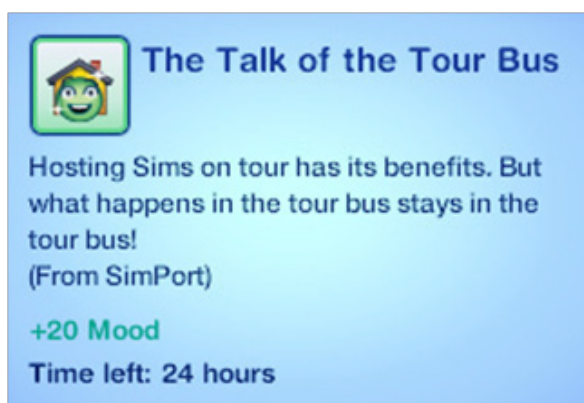 The Talk of the Tour Bus
Hosting Sims on tour has its benefits. But
what happens in the tour bus stays in the
tour bus!
(From SimPort)
+20 Mood
Time left: 24 hours